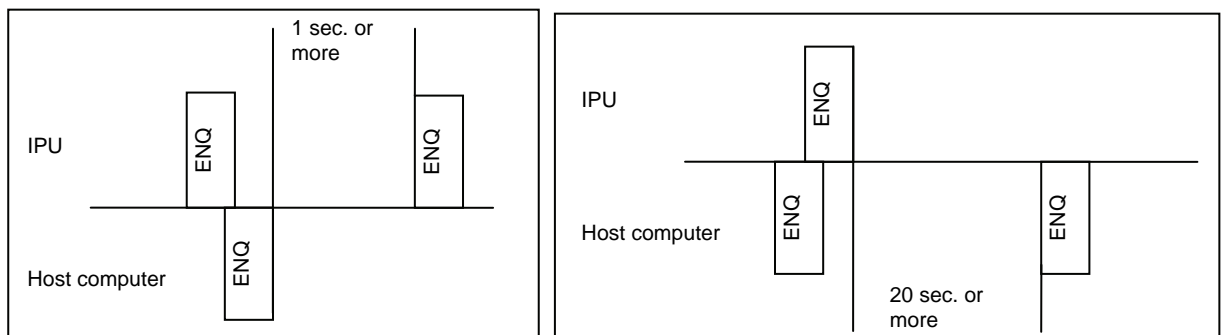 1 sec. or
more
IPU
ENQ
ENQ
ENQ
Host computer
IPU
ENQ
ENQ
ENQ
Host computer
20 sec. or
more